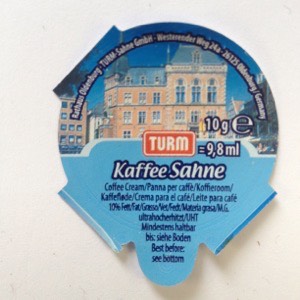 Rathaus Oldenburg · TURM-Sahne GmbH · Westerender Weg 24a · 26125 Oldenburg/Germany
10g ℮
TURM
= 9,8 ml
Kaffee Sahne
Coffee Cream/Panna per caffè/Koffieroom/
Kaffefløde/Crema para el café/Leite para café
10% Fett/Fat/Grasso/Vet/Fedt/Materia grasa/M.G.
ultrahocherhitzt/UHT
Mindestens haltbar
bis: siehe Boden
Best before:
see bottom